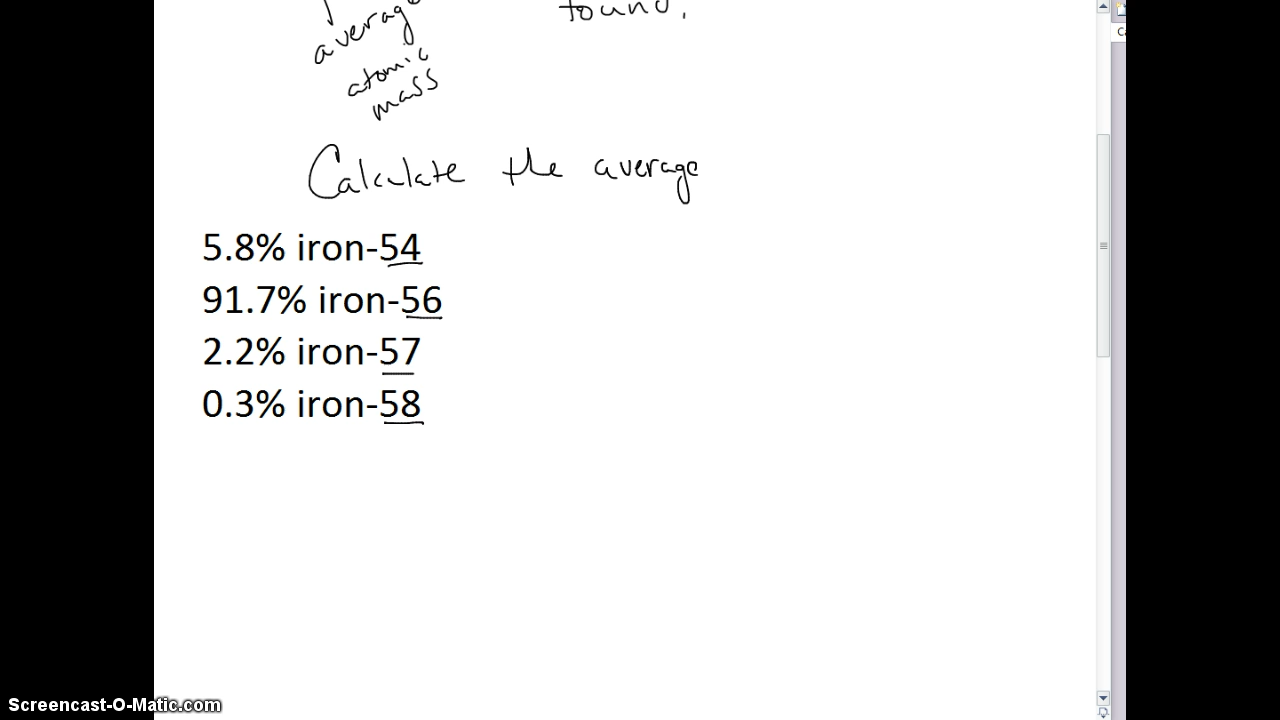 average
found.
atomic
mass
Calculate the average
5.8% iron-54
91.7% iron-56
2.2% iron-57
0.3% iron-58
Screencast-O-Matic.com